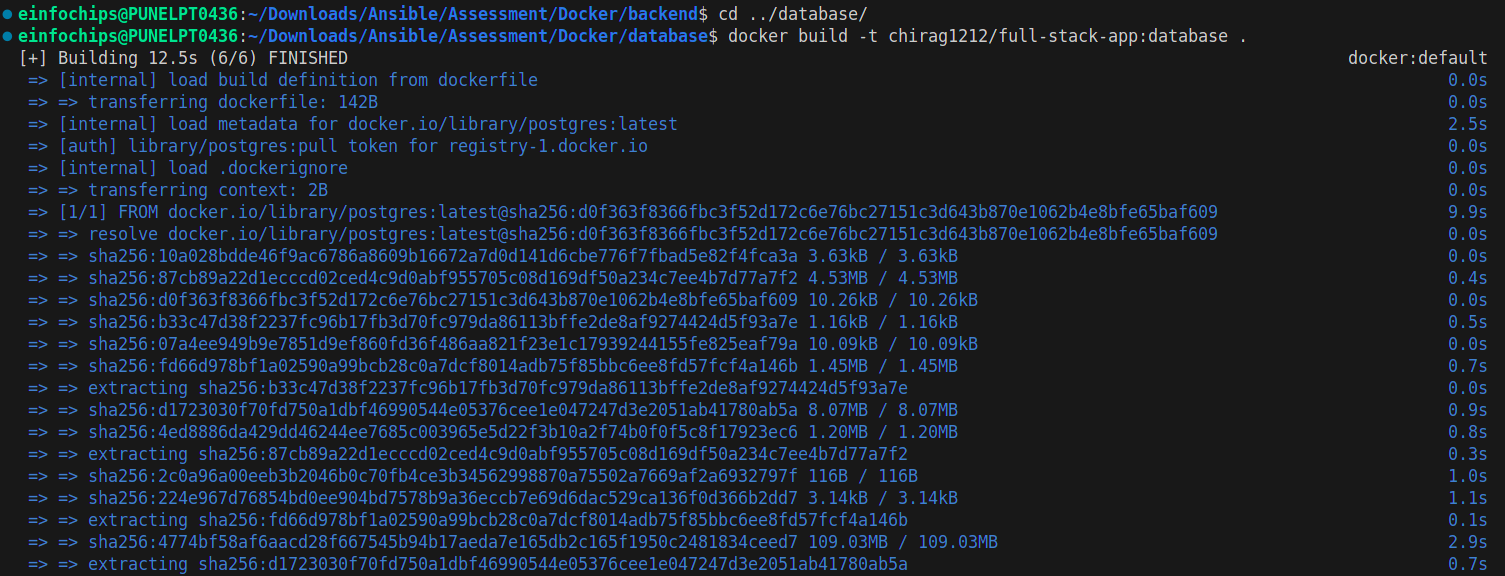 einfochips@PUNELPT0436:~/Downloads/Ansible/Assessment/Docker/backend$ cd ../database/
einfochips@PUNELPT0436:~/Downloads/Ansible/Assessment/Docker/database$ docker build -t chirag1212/full-stack-app:database .
[+] Building 12.5s (6/6) FINISHED docker:default
=> [internal] load build definition from dockerfile 0.0s
=> => transferring dockerfile: 142B 0.0s
=> [internal] load metadata for docker.io/library/postgres:latest 2.5s
=> [auth] library/postgres:pull token for registry-1.docker.io 0.0s
=> [internal] load .dockerignore 0.0s
=> => transferring context: 2B 0.0s
=> [1/1] FROM docker.io/library/postgres:latest@sha256:d0f363f8366fbc3f52d172c6e76bc27151c3d643b870e1062b4e8bfe65baf609 9.9s
=> => resolve docker.io/library/postgres:latest@sha256:d0f363f8366fbc3f52d172c6e76bc27151c3d643b870e1062b4e8bfe65baf609 0.0s
=> => sha256:10a028bdde46f9ac6786a8609b16672a7d0d141d6cbe776f7fbad5e82f4fca3a 3.63kB / 3.63kB 0.0s
=> => sha256:87cb89a22d1ecccd02ced4c9d0abf955705c08d169df50a234c7ee4b7d77a7f2 4.53MB / 4.53MB 0.4s
=> => sha256:d0f363f8366fbc3f52d172c6e76bc27151c3d643b870e1062b4e8bfe65baf609 10.26kB / 10.26kB 0.0s
=> => sha256:b33c47d38f2237fc96b17fb3d70fc979da86113bffe2de8af9274424d5f93a7e 1.16kB / 1.16kB 0.5s
=> => sha256:07a4ee949b9e7851d9ef860fd36f486aa821f23e1c17939244155fe825eaf79a 10.09kB / 10.09kB 0.0s
=> => sha256:fd66d978bf1a02590a99bcb28c0a7dcf8014adb75f85bbc6ee8fd57fcf4a146b 1.45MB / 1.45MB 0.7s
=> => extracting sha256:b33c47d38f2237fc96b17fb3d70fc979da86113bffe2de8af9274424d5f93a7e 0.0s
=> => sha256:d1723030f70fd750a1dbf46990544e05376cee1e047247d3e2051ab41780ab5a 8.07MB / 8.07MB 0.9s
=> => sha256:4ed8886da429dd46244ee7685c003965e5d22f3b10a2f74b0f0f5c8f17923ec6 1.20MB / 1.20MB 0.8s
=> => extracting sha256:87cb89a22d1ecccd02ced4c9d0abf955705c08d169df50a234c7ee4b7d77a7f2 0.3s
=> => sha256:2c0a96a00eeb3b2046b0c70fb4ce3b34562998870a75502a7669af2a6932797f 116B / 116B 1.0s
=> => sha256:224e967d76854bd0ee904bd7578b9a36eccb7e69d6dac529ca136f0d366b2dd7 3.14kB / 3.14kB 1.1s
=> => extracting sha256:fd66d978bf1a02590a99bcb28c0a7dcf8014adb75f85bbc6ee8fd57fcf4a146b 0.1s
=> => sha256:4774bf58af6aacd28f667545b94b17aeda7e165db2c165f1950c2481834ceed7 109.03MB / 109.03MB 2.9s
=> => extracting sha256:d1723030f70fd750a1dbf46990544e05376cee1e047247d3e2051ab41780ab5a 0.7s